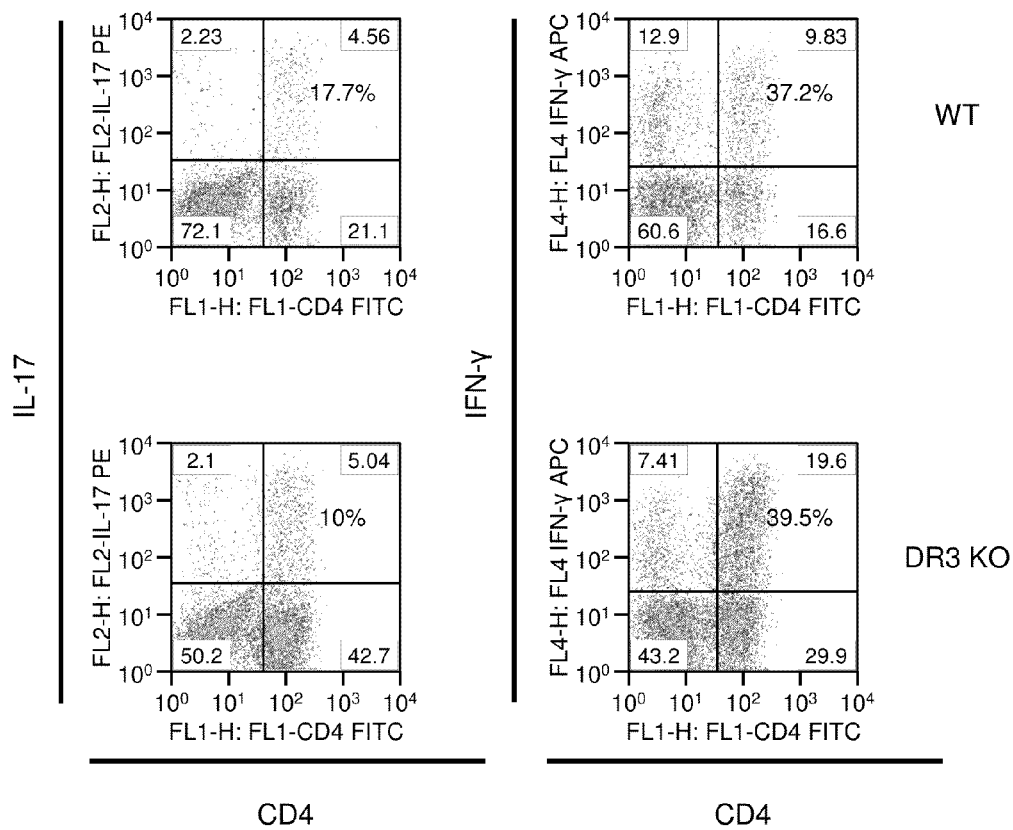 10⁴
2.23
4.56
10³
17.7%
10²
10¹
72.1
21.1
10⁰
10⁰ 10¹ 10² 10³ 10⁴
FL2-H: FL2-IL-17 PE
FL1-H: FL1-CD4 FITC
10⁴
12.9
9.83
10³
37.2%
10²
10¹
60.6
16.6
10⁰
10⁰ 10¹ 10² 10³ 10⁴
FL4-H: FL4 IFN-γ APC
FL1-H: FL1-CD4 FITC
WT
IL-17
IFN-γ
10⁴
2.1
5.04
10³
10%
10²
10¹
50.2
42.7
10⁰
10⁰ 10¹ 10² 10³ 10⁴
FL2-H: FL2-IL-17 PE
FL1-H: FL1-CD4 FITC
10⁴
7.41
19.6
10³
39.5%
10²
10¹
43.2
29.9
10⁰
10⁰ 10¹ 10² 10³ 10⁴
FL4-H: FL4 IFN-γ APC
FL1-H: FL1-CD4 FITC
DR3 KO
CD4
CD4